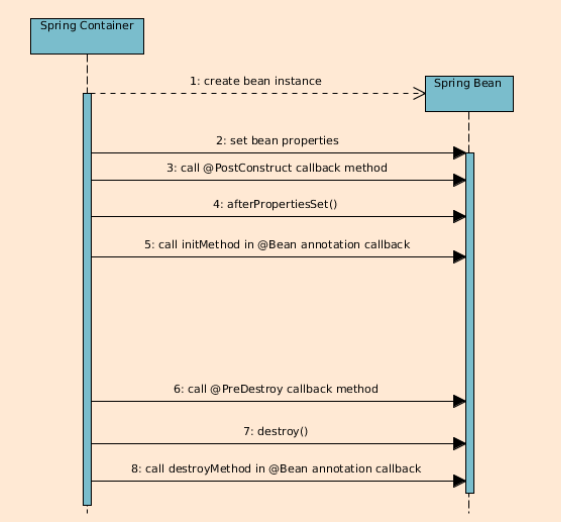 Spring Container
1: create bean instance
Spring Bean
2: set bean properties
3: call @PostConstruct callback method
4: afterPropertiesSet()
5: call initMethod in @Bean annotation callback
6: call @PreDestroy callback method
7: destroy()
8: call destroyMethod in @Bean annotation callback